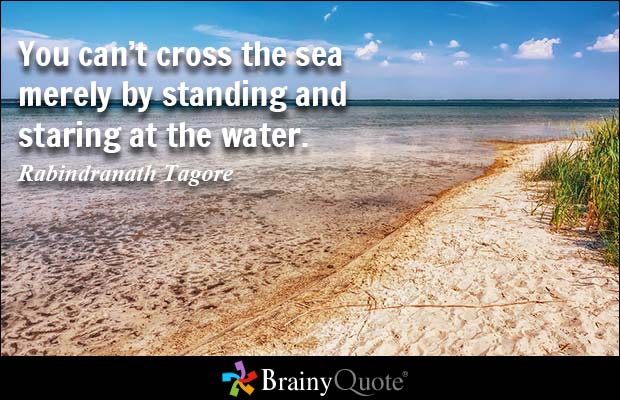 You can't cross the sea
merely by standing and
staring at the water.
Rabindranath Tagore
BrainyQuote®